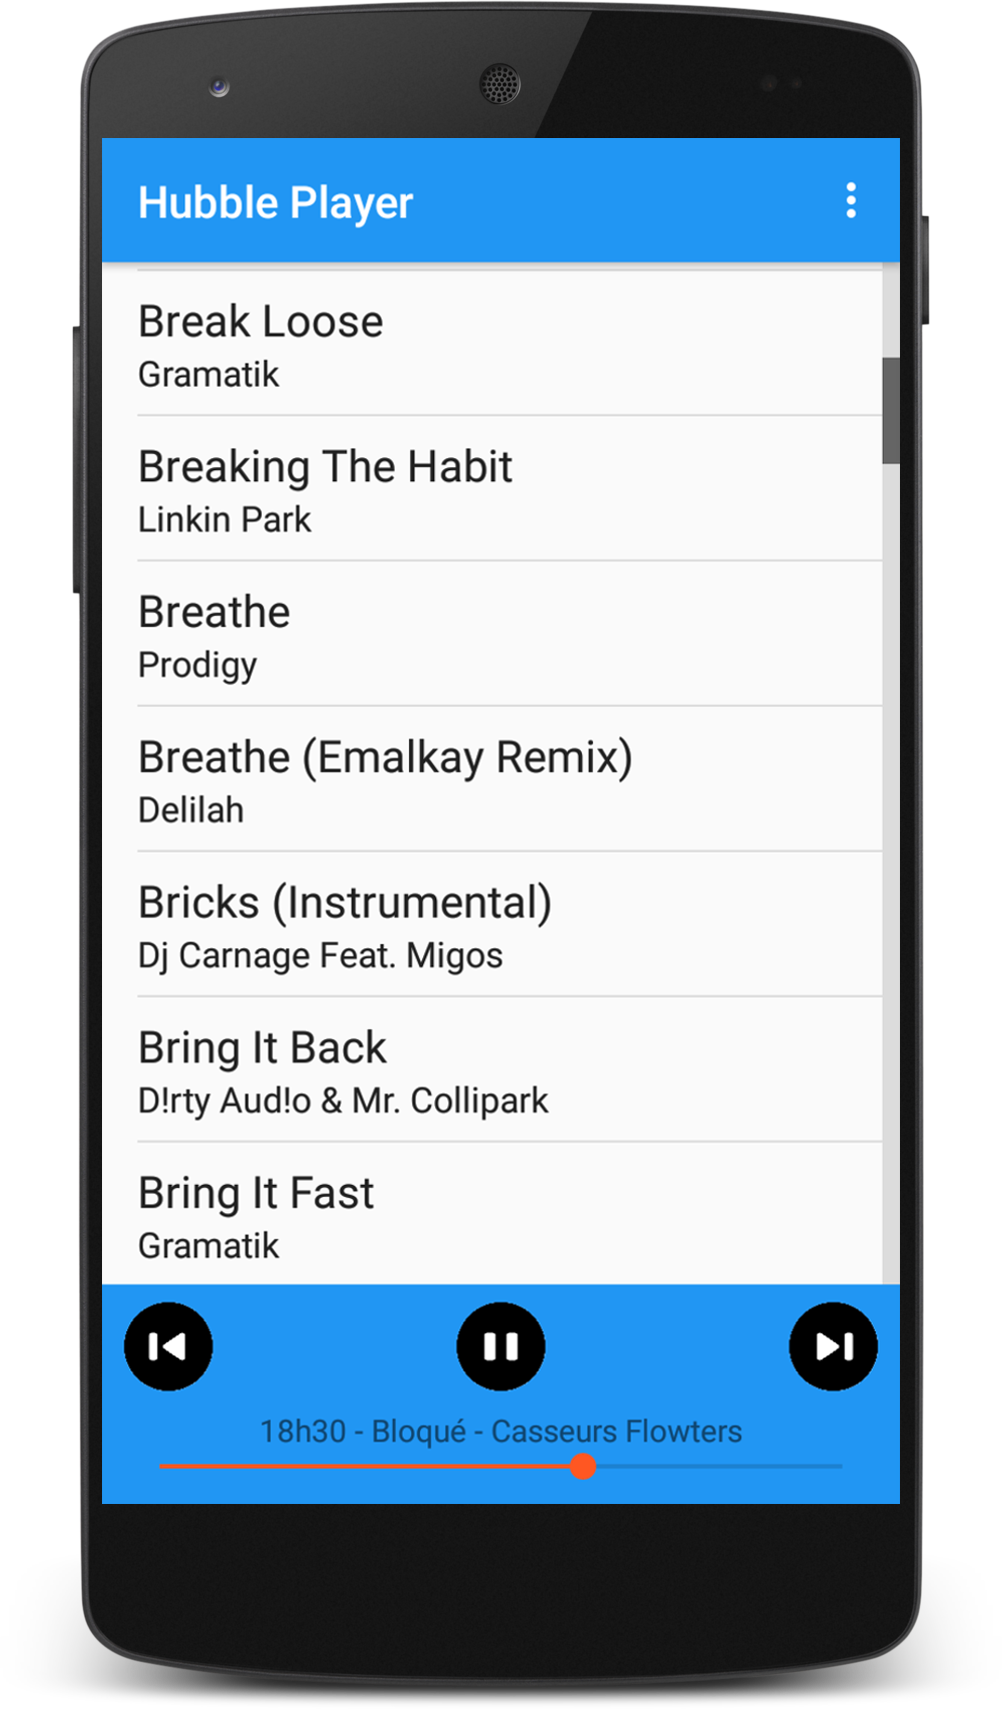 Hubble Player
Break Loose
Gramatik
Breaking The Habit
Linkin Park
Breathe
Prodigy
Breathe (Emalkay Remix)
Delilah
Bricks (Instrumental)
Dj Carnage Feat. Migos
Bring It Back
D!rty Aud!o & Mr. Collipark
Bring It Fast
Gramatik
18h30 - Bloqué - Casseurs Flowters